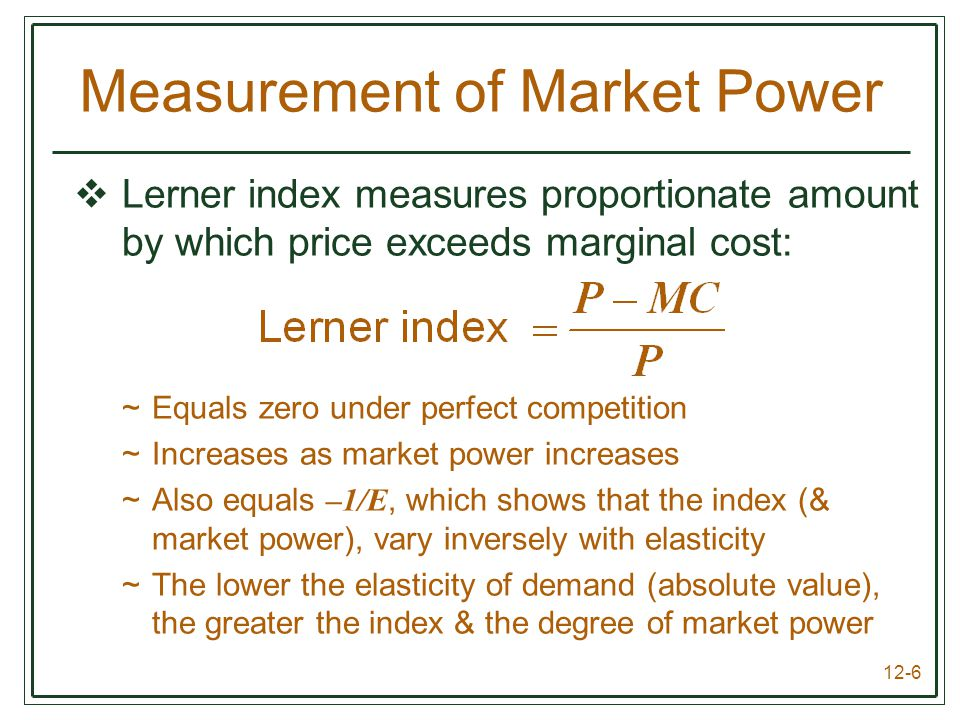 Measurement of Market Power
❖ Lerner index measures proportionate amount
by which price exceeds marginal cost:
Lerner index = (P – MC) / P
~ Equals zero under perfect competition
~ Increases as market power increases
~ Also equals –1/E, which shows that the index (&
market power), vary inversely with elasticity
~ The lower the elasticity of demand (absolute value),
the greater the index & the degree of market power
12-6